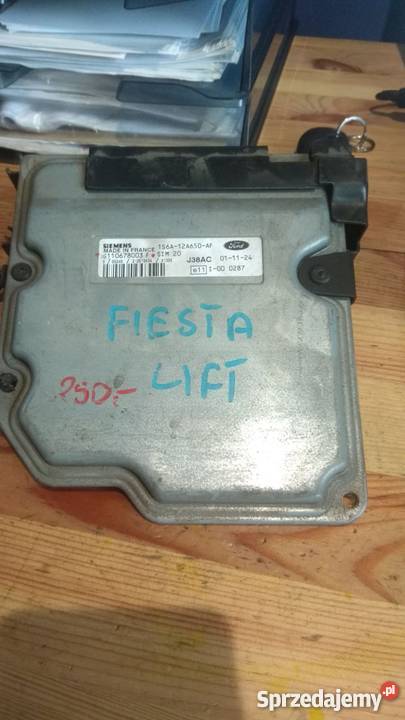 SIEMENS 1S6A-12A650-AF Ford
MADE IN FRANCE SIM 20
J38AC 01-11-24
e11 I-00 0287
FIESTA
LIFT
250,-
Sprzedajemy.pl